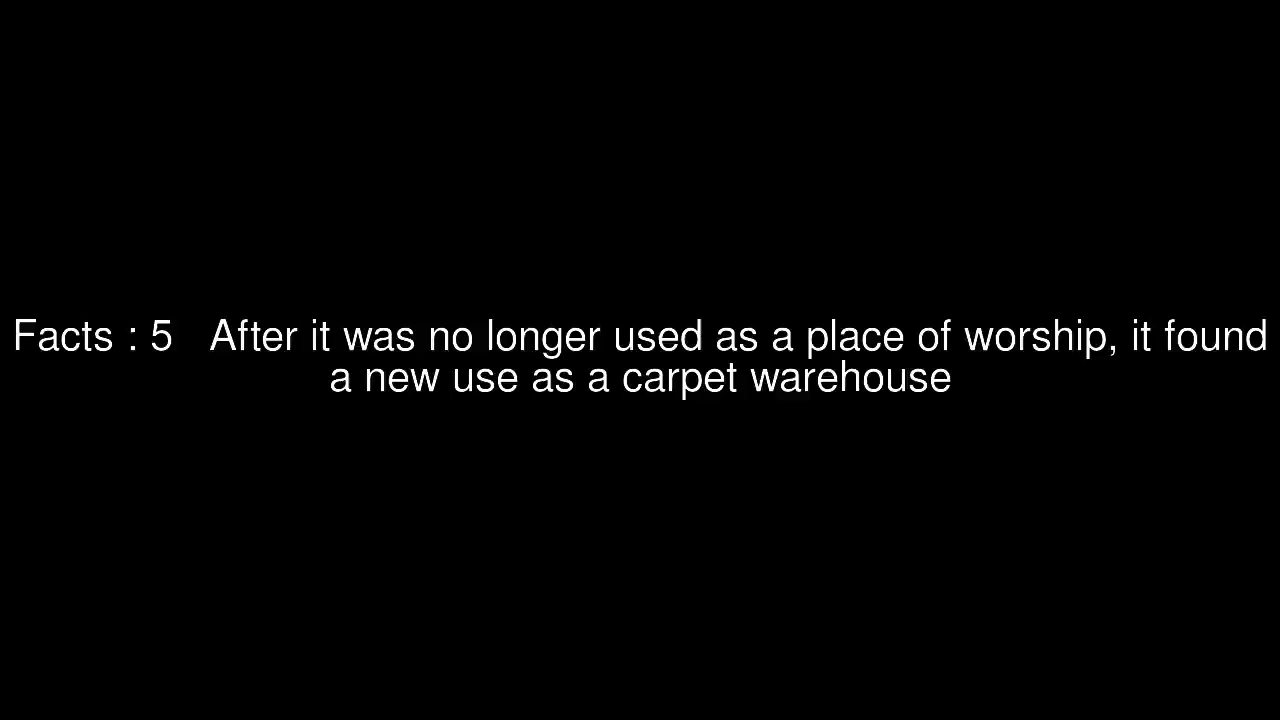 Facts : 5   After it was no longer used as a place of worship, it found
a new use as a carpet warehouse